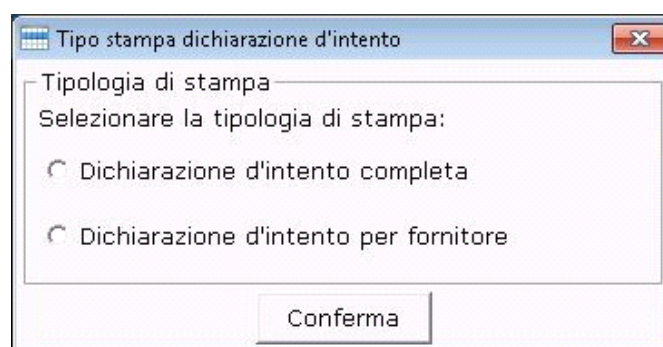 Tipo stampa dichiarazione d'intento
Tipologia di stampa
Selezionare la tipologia di stampa:
Dichiarazione d'intento completa
Dichiarazione d'intento per fornitore
Conferma